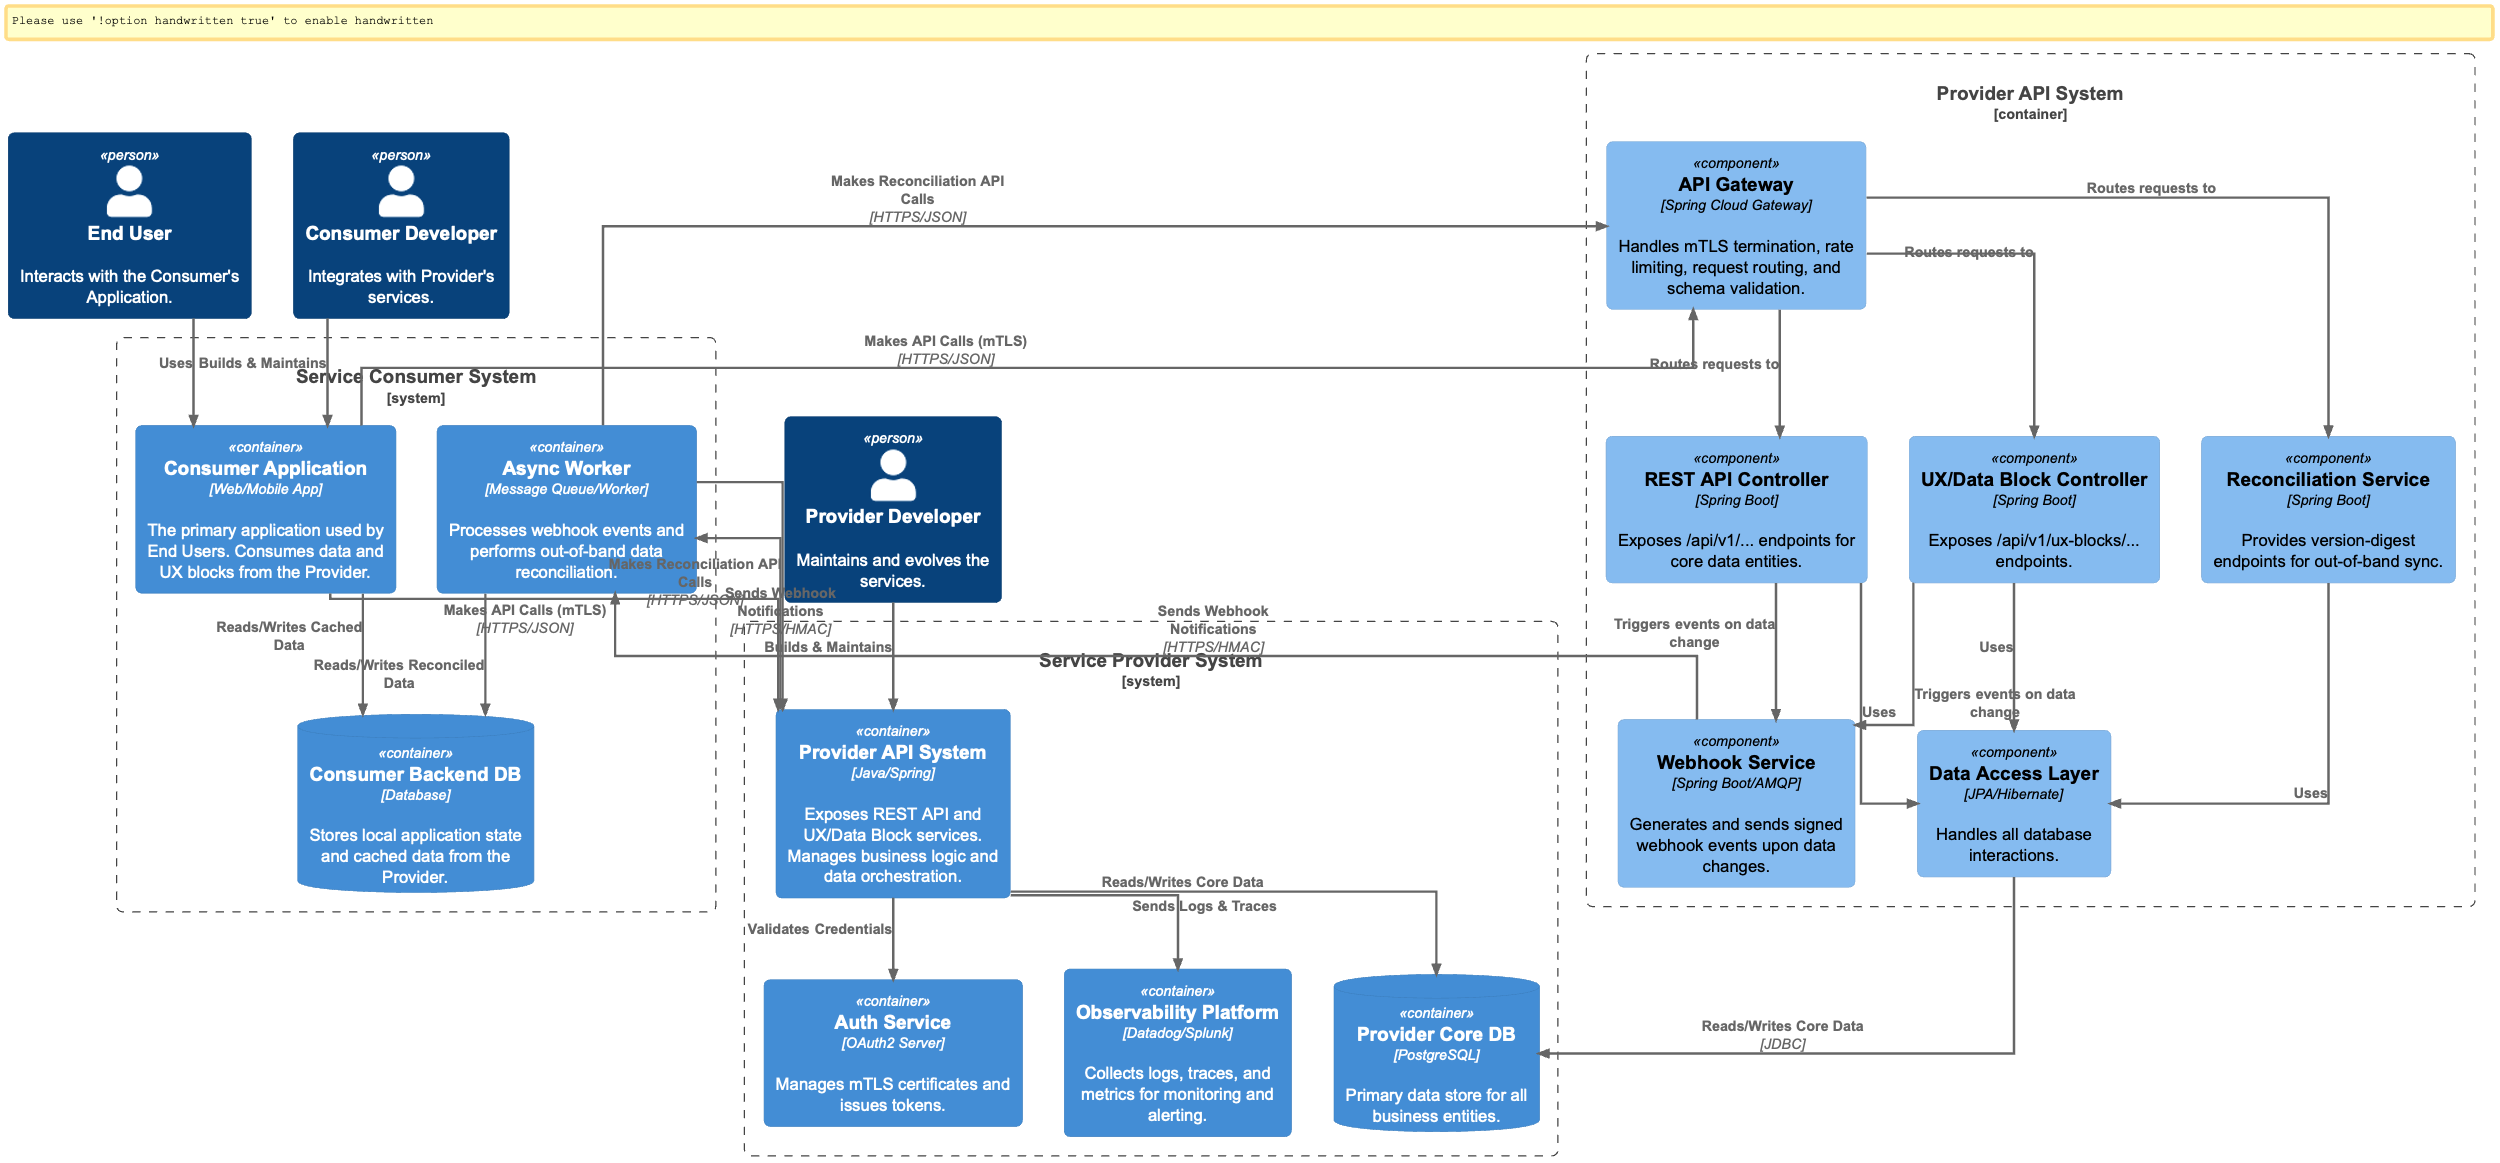 Please use '!option handwritten true' to enable handwritten
Provider API System
[container]
«person»
End User
Interacts with the Consumer's
Application.
«person»
Consumer Developer
Integrates with Provider's
services.
Makes Reconciliation API
Calls
[HTTPS/JSON]
«component»
API Gateway
[Spring Cloud Gateway]
Handles mTLS termination, rate
limiting, request routing, and
schema validation.
Routes requests to
Routes requests to
Routes requests to
Makes API Calls (mTLS)
[HTTPS/JSON]
Uses
Builds & Maintains
Service Consumer System
[system]
«container»
Consumer Application
[Web/Mobile App]
The primary application used by
End Users. Consumes data and
UX blocks from the Provider.
«container»
Async Worker
[Message Queue/Worker]
Processes webhook events and
performs out-of-band data
reconciliation.
«person»
Provider Developer
Maintains and evolves the
services.
«component»
REST API Controller
[Spring Boot]
Exposes /api/v1/... endpoints for
core data entities.
«component»
UX/Data Block Controller
[Spring Boot]
Exposes /api/v1/ux-blocks/...
endpoints.
«component»
Reconciliation Service
[Spring Boot]
Provides version-digest
endpoints for out-of-band sync.
Makes Reconciliation API
Calls
[HTTPS/JSON]
Sends Webhook
Notifications
[HTTPS/HMAC]
Makes API Calls (mTLS)
[HTTPS/JSON]
Reads/Writes Cached
Data
Reads/Writes Reconciled
Data
Builds & Maintains
Sends Webhook
Notifications
[HTTPS/HMAC]
Service Provider System
[system]
Triggers events on data
change
Uses
Triggers events on data
change
Uses
Uses
«container»
Consumer Backend DB
[Database]
Stores local application state
and cached data from the
Provider.
«container»
Provider API System
[Java/Spring]
Exposes REST API and
UX/Data Block services.
Manages business logic and
data orchestration.
«component»
Webhook Service
[Spring Boot/AMQP]
Generates and sends signed
webhook events upon data
changes.
«component»
Data Access Layer
[JPA/Hibernate]
Handles all database
interactions.
Reads/Writes Core Data
Sends Logs & Traces
Validates Credentials
«container»
Auth Service
[OAuth2 Server]
Manages mTLS certificates and
issues tokens.
«container»
Observability Platform
[Datadog/Splunk]
Collects logs, traces, and
metrics for monitoring and
alerting.
«container»
Provider Core DB
[PostgreSQL]
Primary data store for all
business entities.
Reads/Writes Core Data
[JDBC]